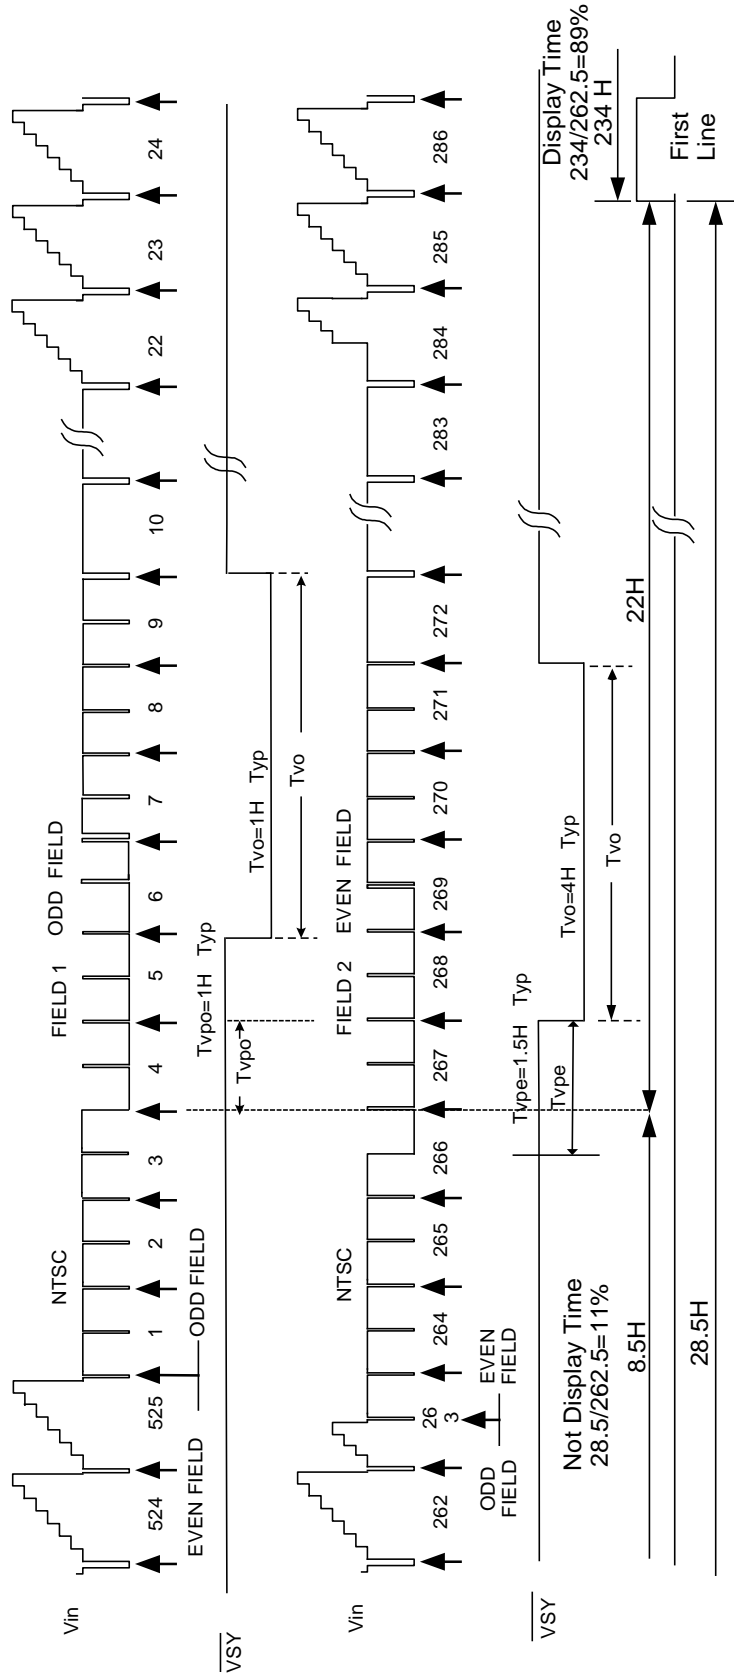 NTSC
FIELD 1 ODD FIELD
Vin
524
525
1
2
3
4
5
6
7
8
9
10
22
23
24
EVEN FIELD
ODD FIELD
Tvpo=1H Typ
Tvpo
Tvo=1H Typ
Tvo
VSY
NTSC
FIELD 2 EVEN FIELD
Vin
262
26
3
264
265
266
267
268
269
270
271
272
283
284
285
286
ODD
FIELD
EVEN
FIELD
Tvpe=1.5H Typ
Tvpe
Tvo=4H Typ
Tvo
VSY
Display Time
234/262.5=89%
234 H
Not Display Time
28.5/262.5=11%
8.5H
22H
First
Line
28.5H